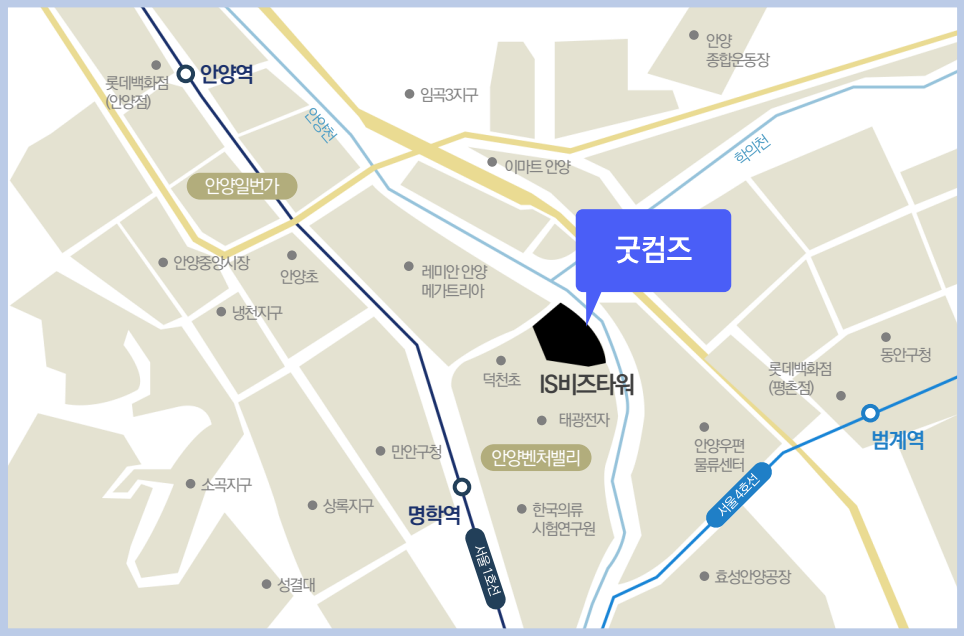 안양
종합운동장
롯데백화점
(안양점)
안양역
임곡3지구
안양천
학의천
이마트 안양
안양일번가
굿컴즈
안양중앙시장
안양초
레미안 안양
메가트리아
냉천지구
동안구청
롯데백화점
(평촌점)
덕천초
IS비즈타워
태광전자
범계역
안양우편
물류센터
만안구청
안양벤처밸리
소곡지구
상록지구
명학역
한국의류
시험연구원
서울 4호선
서울 1호선
성결대
효성안양공장